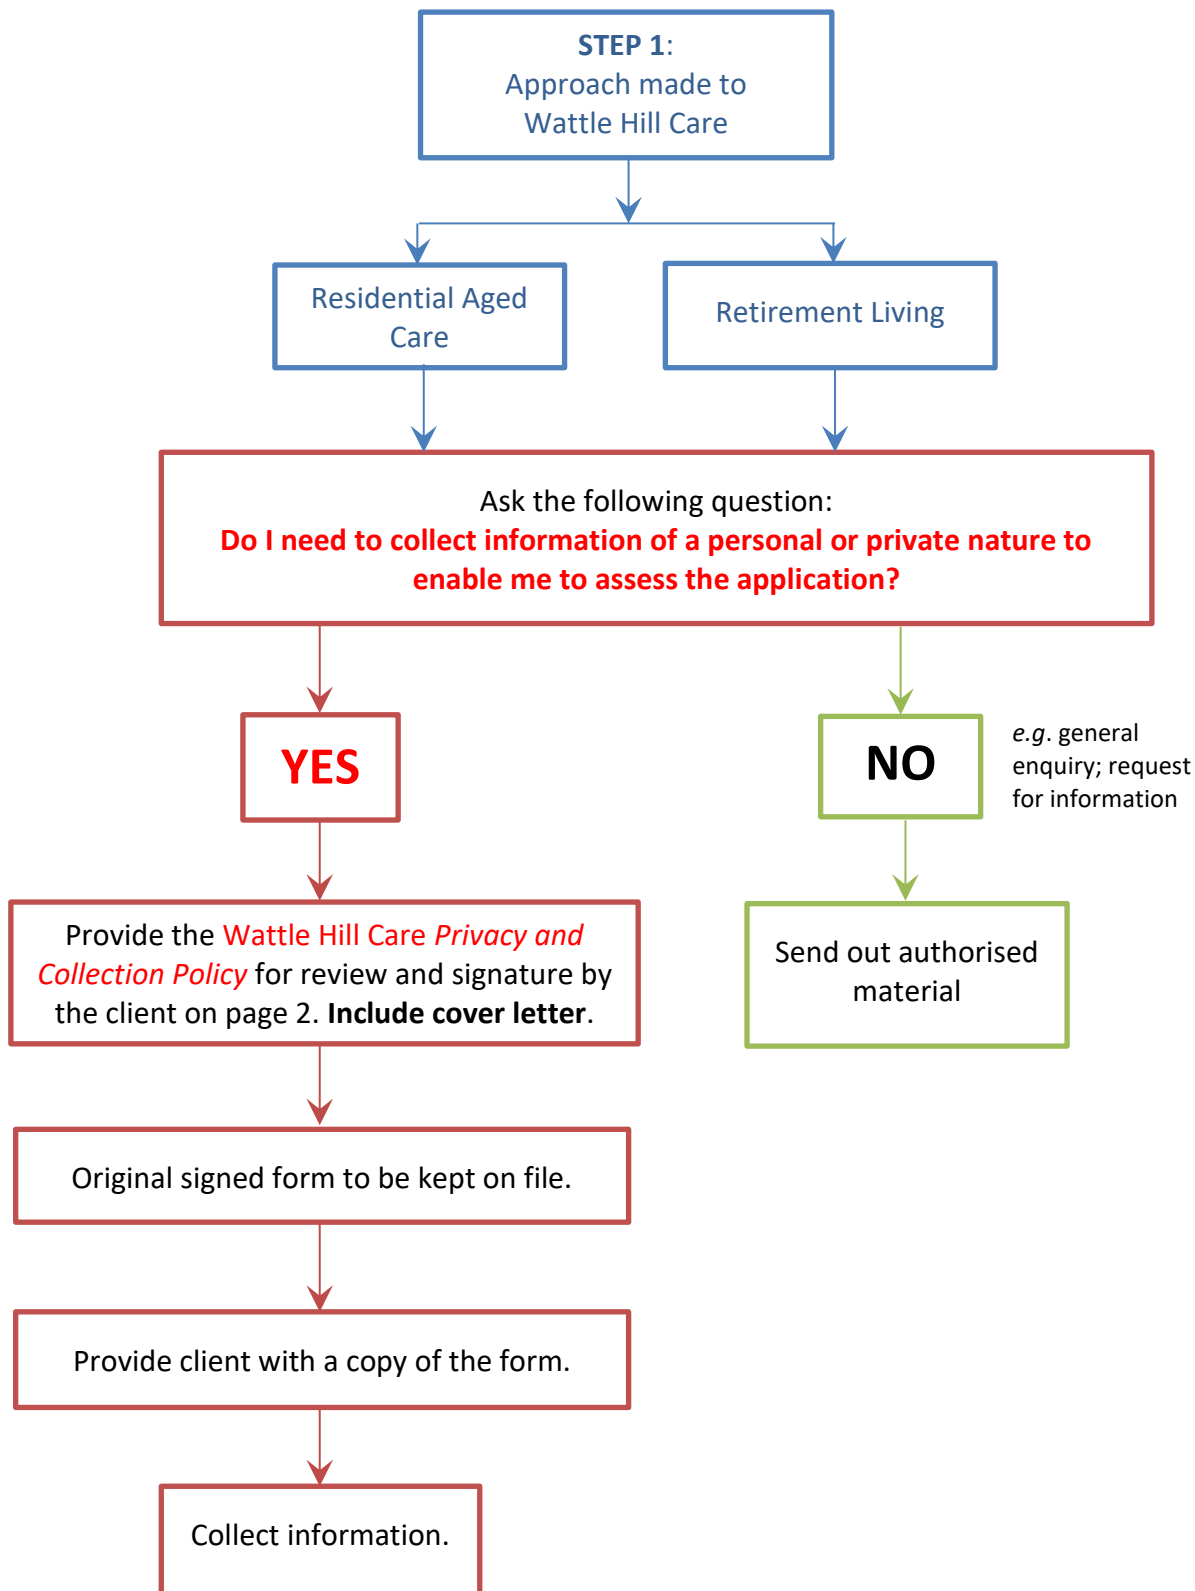 STEP 1:
Approach made to
Wattle Hill Care
Residential Aged
Care
Retirement Living
Ask the following question:
Do I need to collect information of a personal or private nature to
enable me to assess the application?
YES
NO
e.g. general
enquiry; request
for information
Provide the Wattle Hill Care Privacy and
Collection Policy for review and signature by
the client on page 2. Include cover letter.
Send out authorised
material
Original signed form to be kept on file.
Provide client with a copy of the form.
Collect information.